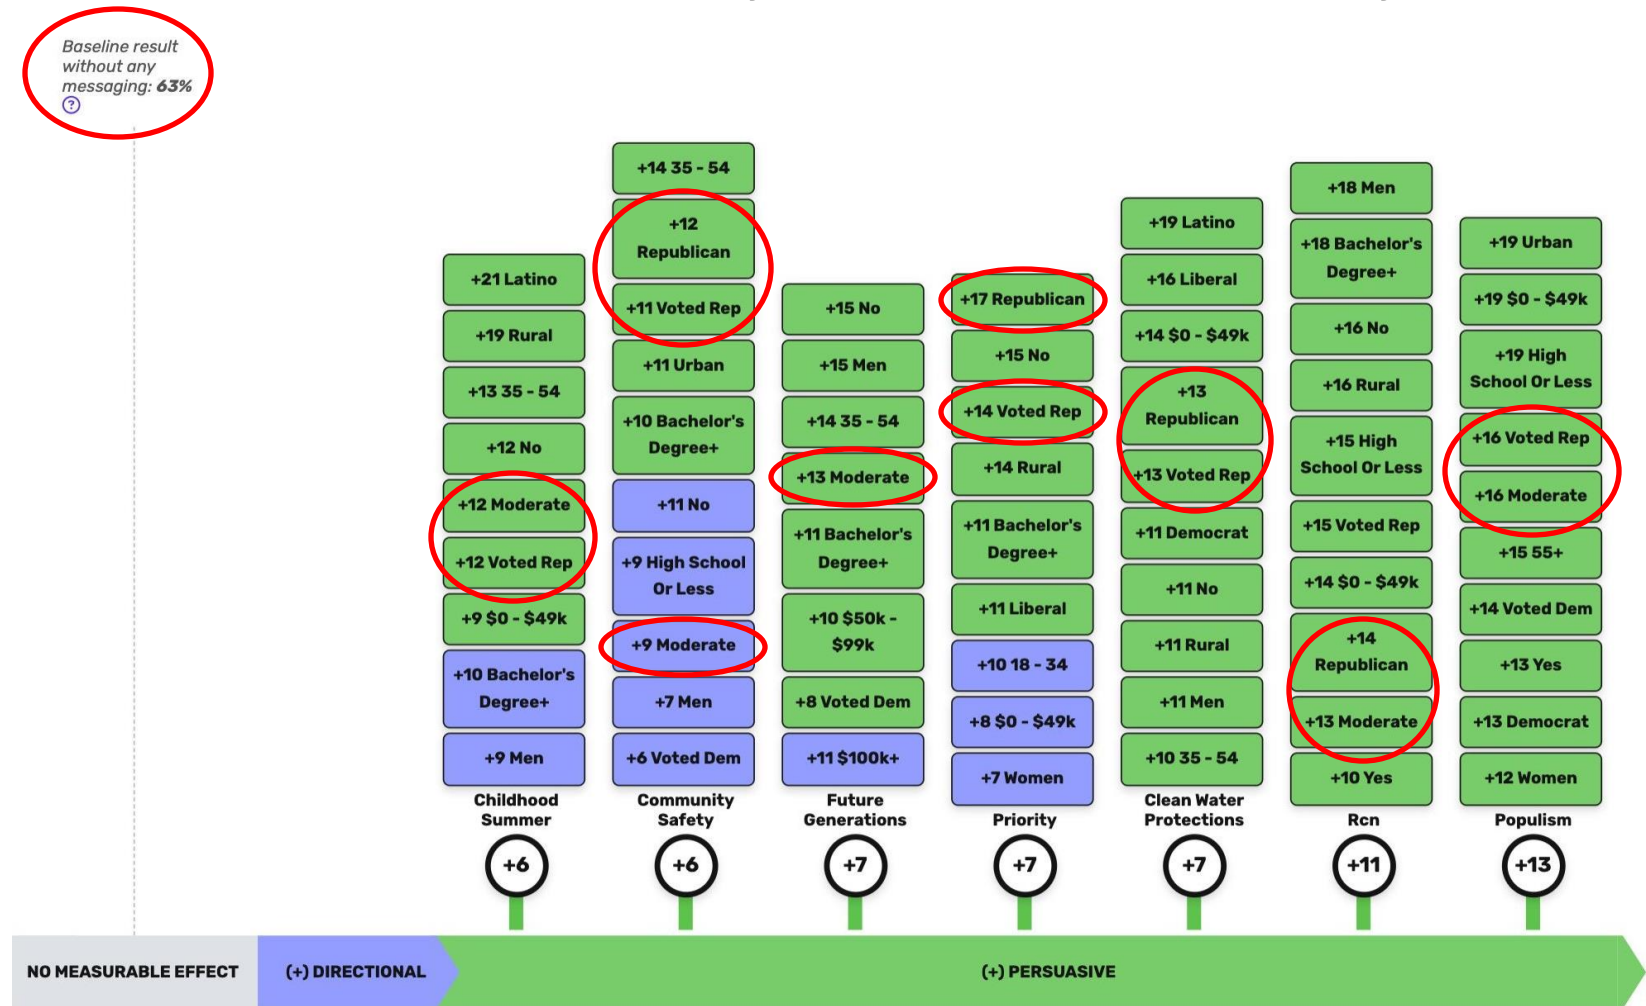 Baseline result
without any
messaging: 63%
?
+21 Latino
+19 Rural
+13 35 - 54
+12 No
+12 Moderate
+12 Voted Rep
+9 $0 - $49k
+10 Bachelor's
Degree+
+9 Men
Childhood
Summer
+6
+14 35 - 54
+12
Republican
+11 Voted Rep
+11 Urban
+10 Bachelor's
Degree+
+11 No
+9 High School
Or Less
+9 Moderate
+7 Men
+6 Voted Dem
Community
Safety
+6
+15 No
+15 Men
+14 35 - 54
+13 Moderate
+11 Bachelor's
Degree+
+10 $50k -
$99k
+8 Voted Dem
+11 $100k+
Future
Generations
+7
+17 Republican
+15 No
+14 Voted Rep
+14 Rural
+11 Bachelor's
Degree+
+11 Liberal
+10 18 - 34
+8 $0 - $49k
+7 Women
Priority
+7
+19 Latino
+16 Liberal
+14 $0 - $49k
+13
Republican
+13 Voted Rep
+11 Democrat
+11 No
+11 Rural
+11 Men
+10 35 - 54
Clean Water
Protections
+7
+18 Men
+18 Bachelor's
Degree+
+16 No
+16 Rural
+15 High
School Or Less
+15 Voted Rep
+14 $0 - $49k
+14
Republican
+13 Moderate
+10 Yes
Rcn
+11
+19 Urban
+19 $0 - $49k
+19 High
School Or Less
+16 Voted Rep
+16 Moderate
+15 55+
+14 Voted Dem
+13 Yes
+13 Democrat
+12 Women
Populism
+13
NO MEASURABLE EFFECT
(+) DIRECTIONAL
(+) PERSUASIVE